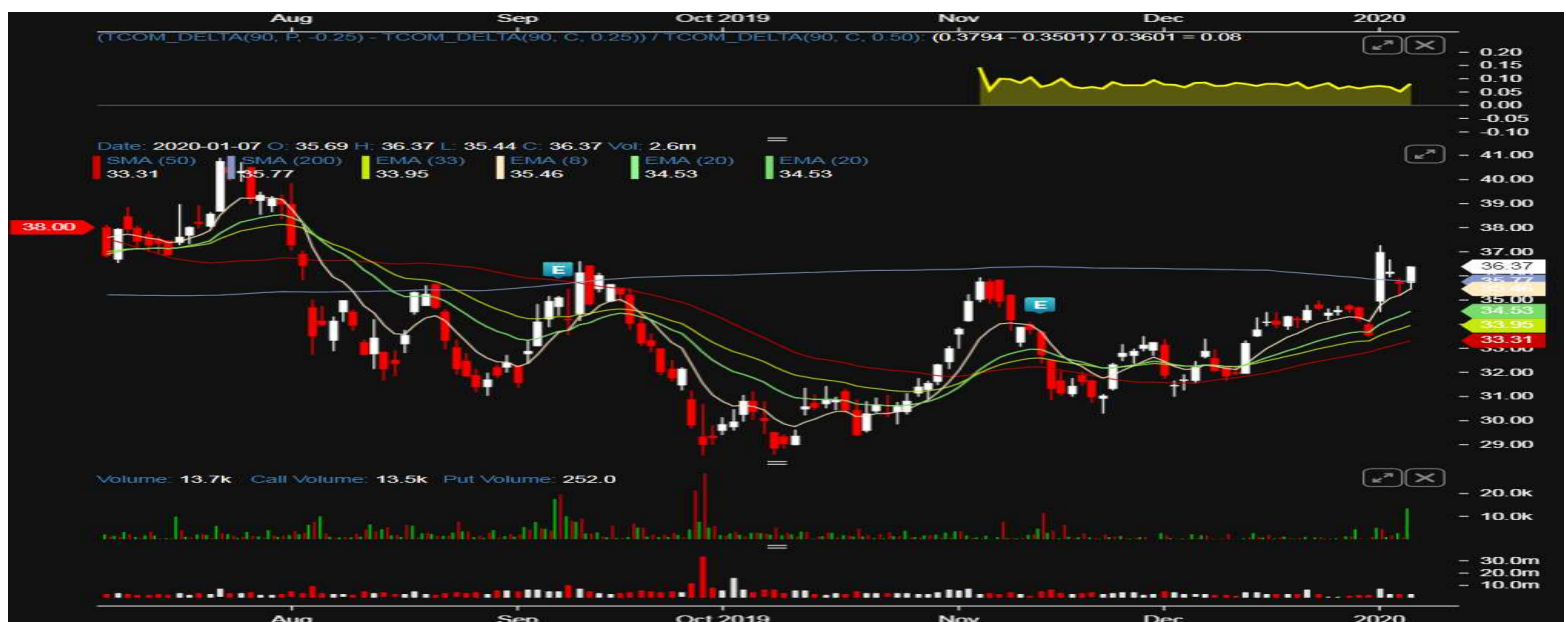 Aug Sep Oct 2019 Nov Dec 2020
(TCOM_DELTA(90, P, -0.25) - TCOM_DELTA(90, C, 0.25)) / TCOM_DELTA(90, C, 0.50): (0.3794 - 0.3501) / 0.3601 = 0.08
0.20
0.15
0.10
0.05
0.00
-0.05
-0.10
Date: 2020-01-07 O: 35.69 H: 36.37 L: 35.44 C: 36.37 Vol: 2.6m
SMA (50) SMA (200) EMA (33) EMA (8) EMA (20) EMA (20)
33.31 35.77 33.95 35.46 34.53 34.53
41.00
40.00
39.00
38.00
38.00
37.00
E
36.37
35.77
35.46
35.00
E
34.53
33.95
33.31
33.00
32.00
31.00
30.00
29.00
Volume: 13.7k Call Volume: 13.5k Put Volume: 252.0
20.0k
10.0k
30.0m
20.0m
10.0m
Aug Sep Oct 2019 Nov Dec 2020